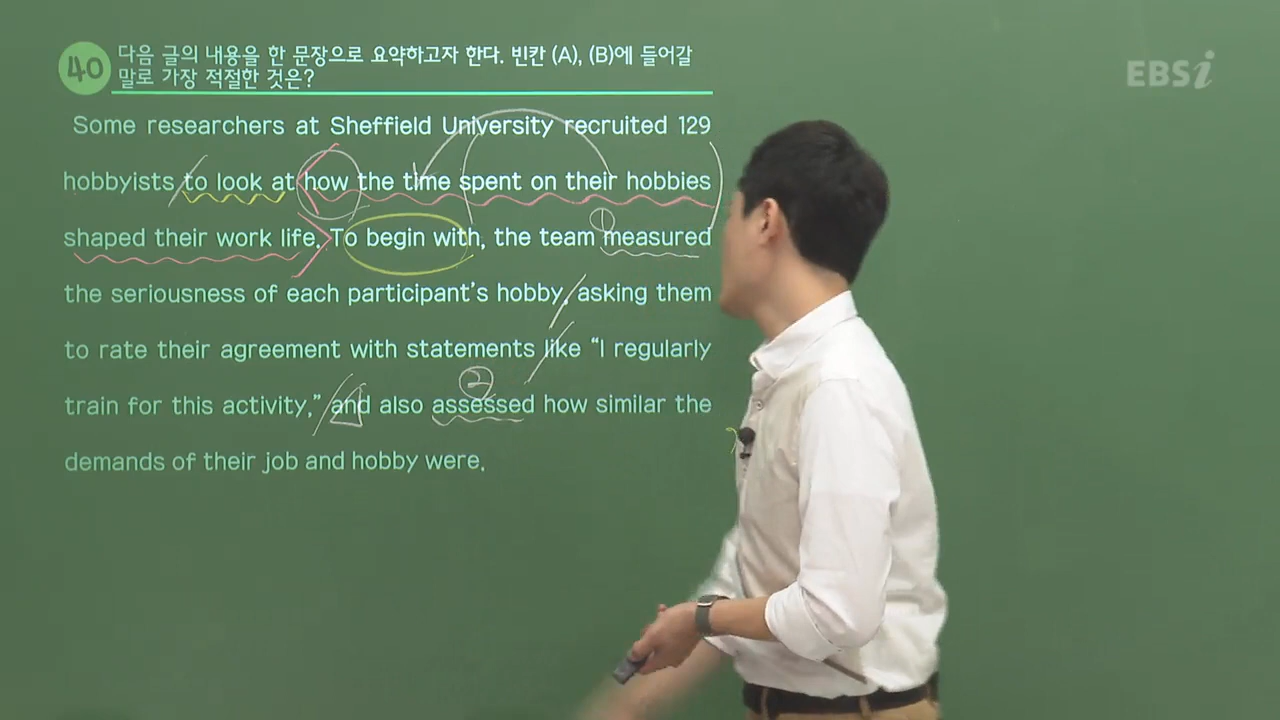 40
다음 글의 내용을 한 문장으로 요약하고자 한다. 빈칸 (A), (B)에 들어갈
말로 가장 적절한 것은?
EBSi
Some researchers at Sheffield University recruited 129
hobbyists to look at how the time spent on their hobbies
shaped their work life. To begin with, the team measured
the seriousness of each participant's hobby, asking them
to rate their agreement with statements like “I regularly
train for this activity,” and also assessed how similar the
demands of their job and hobby were.
①
②